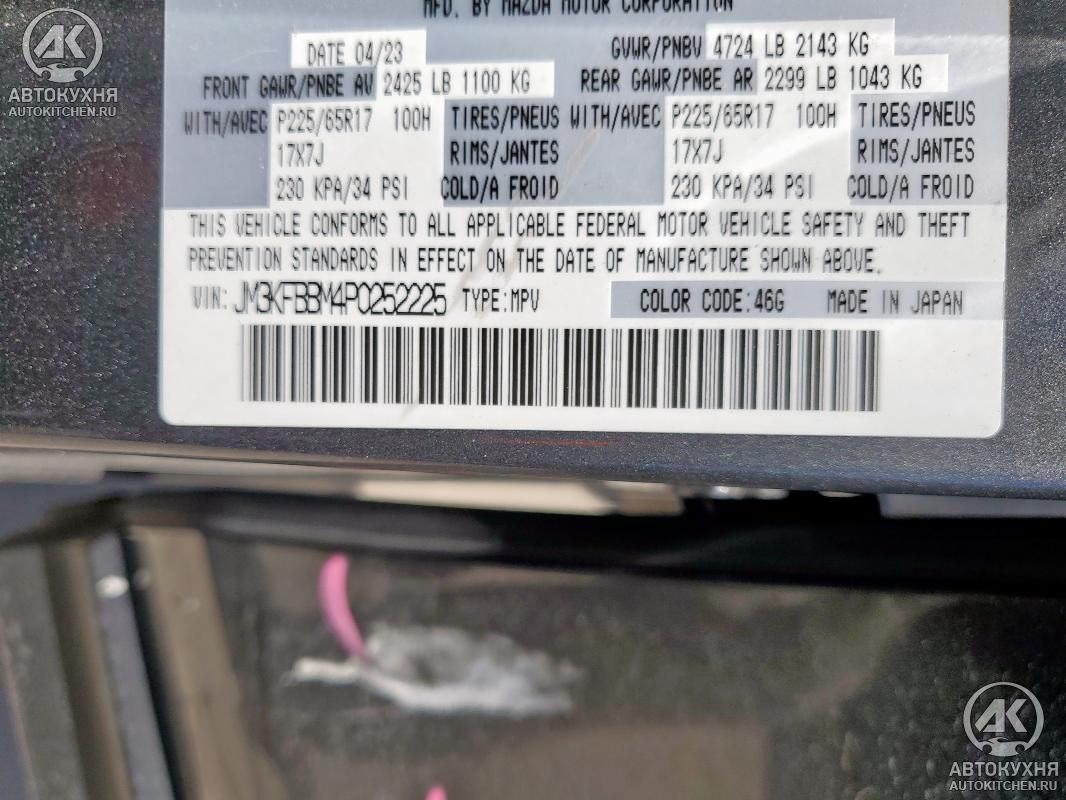 MFD. BY MAZDA MOTOR CORPORATION
DATE 04/23 GVWR/PNBV 4724 LB 2143 KG
FRONT GAWR/PNBE AV 2425 LB 1100 KG REAR GAWR/PNBE AR 2299 LB 1043 KG
WITH/AVEC P225/65R17 100H TIRES/PNEUS WITH/AVEC P225/65R17 100H TIRES/PNEUS
17X7J RIMS/JANTES 17X7J RIMS/JANTES
230 KPA/34 PSI COLD/A FROID 230 KPA/34 PSI COLD/A FROID
THIS VEHICLE CONFORMS TO ALL APPLICABLE FEDERAL MOTOR VEHICLE SAFETY AND THEFT
PREVENTION STANDARDS IN EFFECT ON THE DATE OF MANUFACTURE SHOWN ABOVE.
VIN: JM3KFBBM4P0252225 TYPE:MPV COLOR CODE:46G MADE IN JAPAN
АК
АВТОКУХНЯ
AUTOKITCHEN.RU
АК
АВТОКУХНЯ
AUTOKITCHEN.RU